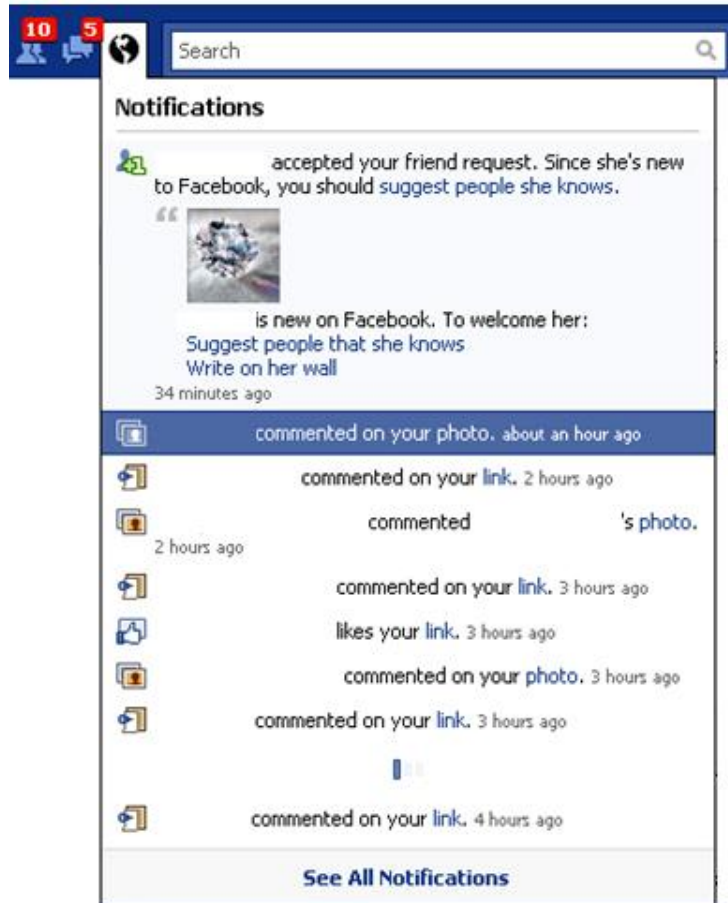 10
5
Search
Notifications
accepted your friend request. Since she's new
to Facebook, you should suggest people she knows.
“
is new on Facebook. To welcome her:
Suggest people that she knows
Write on her wall
34 minutes ago
commented on your photo. about an hour ago
commented on your link. 2 hours ago
commented 's photo.
2 hours ago
commented on your link. 3 hours ago
likes your link. 3 hours ago
commented on your photo. 3 hours ago
commented on your link. 3 hours ago
commented on your link. 4 hours ago
See All Notifications